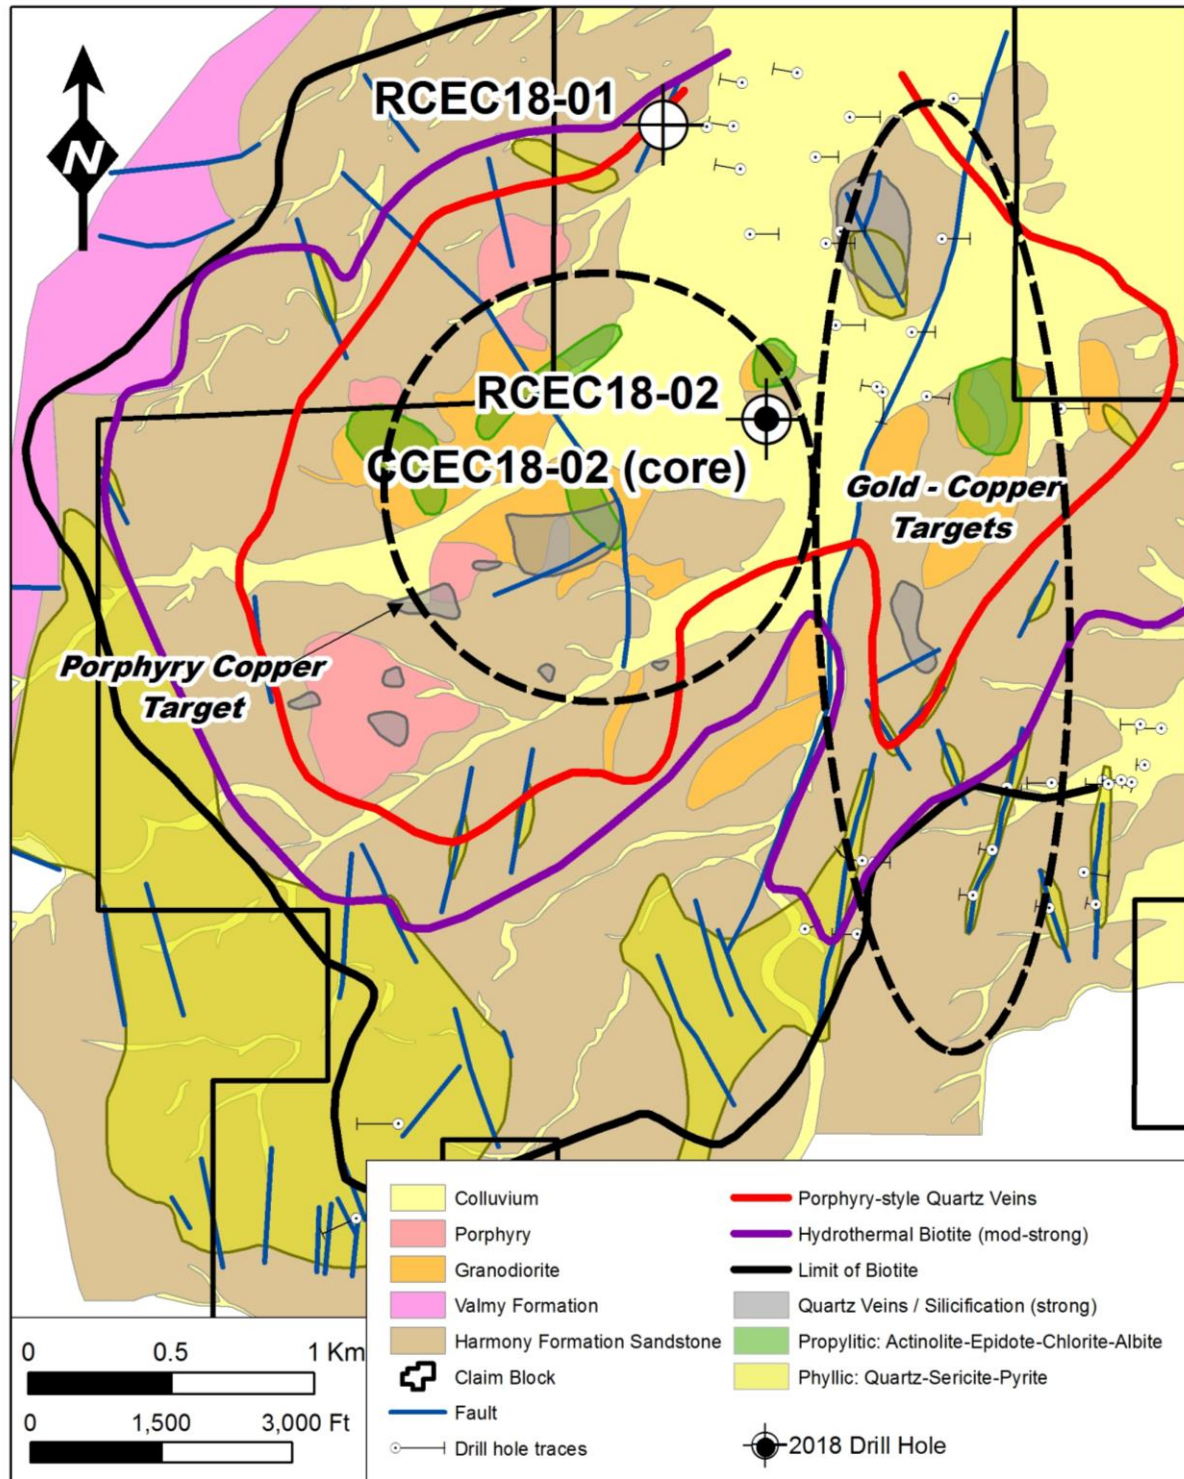 RCEC18-01
N
RCEC18-02
CCEC18-02 (core)
Gold - Copper
Targets
Porphyry Copper
Target
Colluvium
Porphyry
Granodiorite
Valmy Formation
Harmony Formation Sandstone
Claim Block
Fault
Drill hole traces
Porphyry-style Quartz Veins
Hydrothermal Biotite (mod-strong)
Limit of Biotite
Quartz Veins / Silicification (strong)
Propylitic: Actinolite-Epidote-Chlorite-Albite
Phyllic: Quartz-Sericite-Pyrite
2018 Drill Hole
0 0.5 1 Km
0 1,500 3,000 Ft